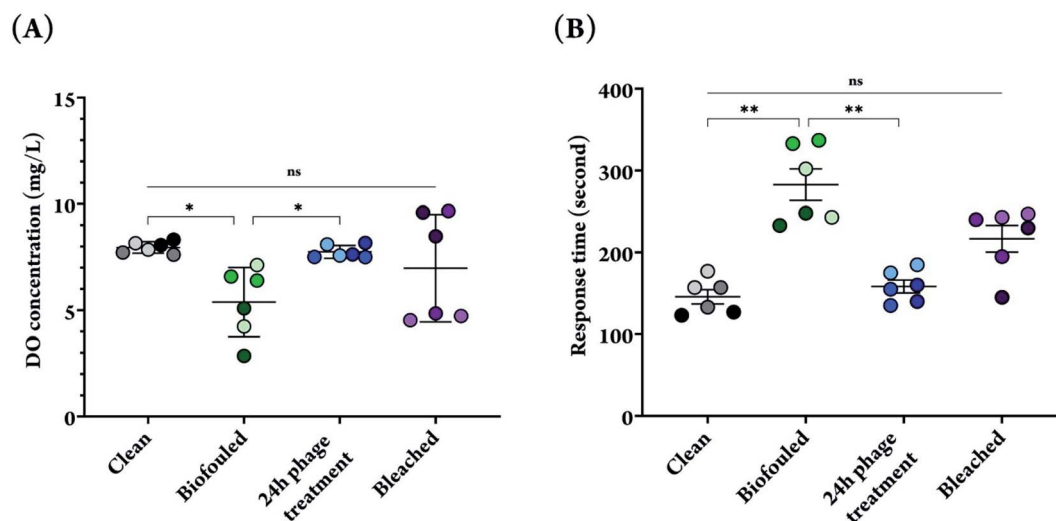 (A)
(B)
DO concentration (mg/L)
15
10
5
0
ns
*
*
Clean
Biofouled
24h phage
treatment
Bleached
Response time (second)
400
300
200
100
0
ns
**
**
Clean
Biofouled
24h phage
treatment
Bleached